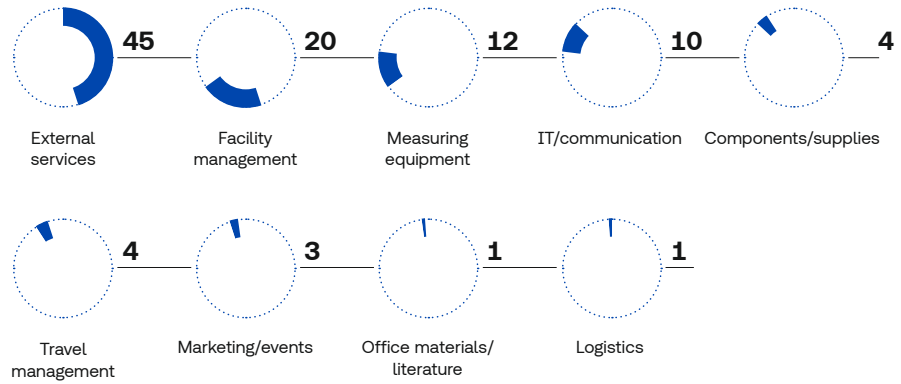 45
20
12
10
4
External
services
Facility
management
Measuring
equipment
IT/communication
Components/supplies
4
3
1
1
Travel
management
Marketing/events
Office materials/
literature
Logistics